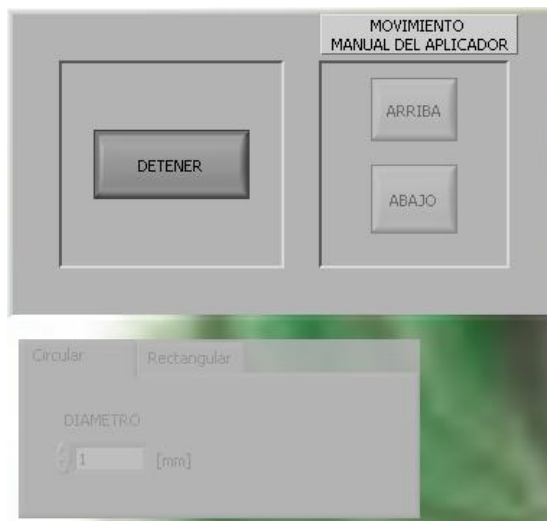 MOVIMIENTO
MANUAL DEL APLICADOR
DETENER
ARRIBA
ABAJO
Circular
Rectangular
DIAMETRO
1
[mm]